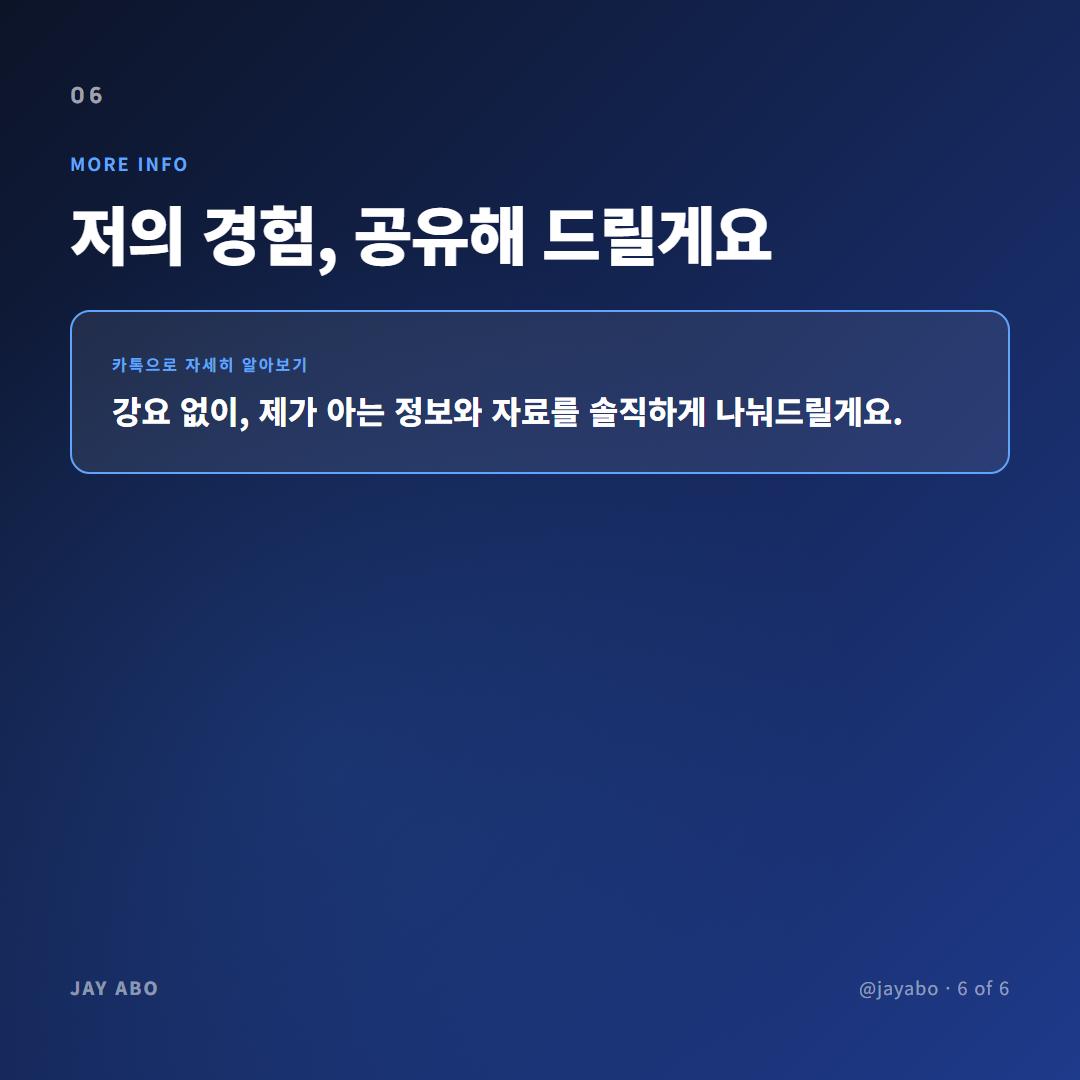 06
MORE INFO
저의 경험, 공유해 드릴게요
카톡으로 자세히 알아보기
강요 없이, 제가 아는 정보와 자료를 솔직하게 나눠드릴게요.
JAY ABO
@jayabo · 6 of 6